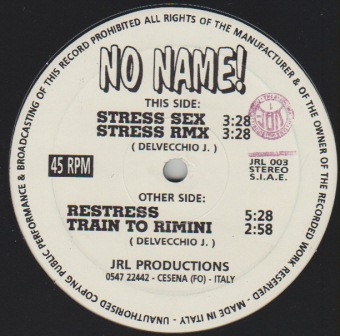 ALL RIGHTS OF THE MANUFACTURER & OF THE OWNER OF THE RECORDED WORK RESERVED - MADE IN ITALY - UNAUTHORISED COPYNG PUBLIC PERFORMANCE & BROADCASTING OF THIS RECORD PROHIBITED
NO NAME!
THIS SIDE:
STRESS SEX 3:28
STRESS RMX 3:28
( DELVECCHIO J. )
45 RPM
JRL 003
STEREO
S.I.A.E.
OTHER SIDE:
RESTRESS 5:28
TRAIN TO RIMINI 2:58
( DELVECCHIO J. )
JRL PRODUCTIONS
0547 22442 - CESENA (FO) - ITALY